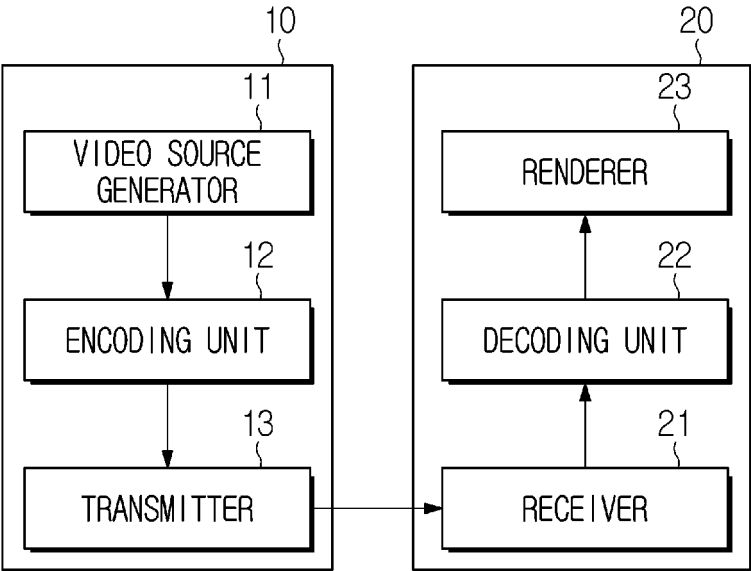 10
11
VIDEO SOURCE
GENERATOR
12
ENCODING UNIT
13
TRANSMITTER
20
23
RENDERER
22
DECODING UNIT
21
RECEIVER